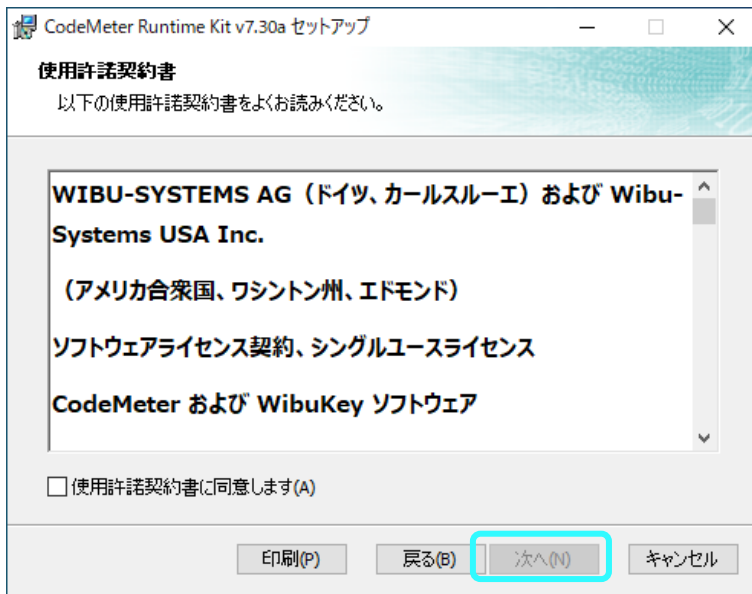 CodeMeter Runtime Kit v7.30a セットアップ
使用許諾契約書
以下の使用許諾契約書をよくお読みください。
WIBU-SYSTEMS AG（ドイツ、カールスルーエ）および Wibu-
Systems USA Inc.
（アメリカ合衆国、ワシントン州、エドモンド）
ソフトウェアライセンス契約、シングルユースライセンス
CodeMeter および WibuKey ソフトウェア
使用許諾契約書に同意します(A)
印刷(P) 戻る(B) 次へ(N) キャンセル